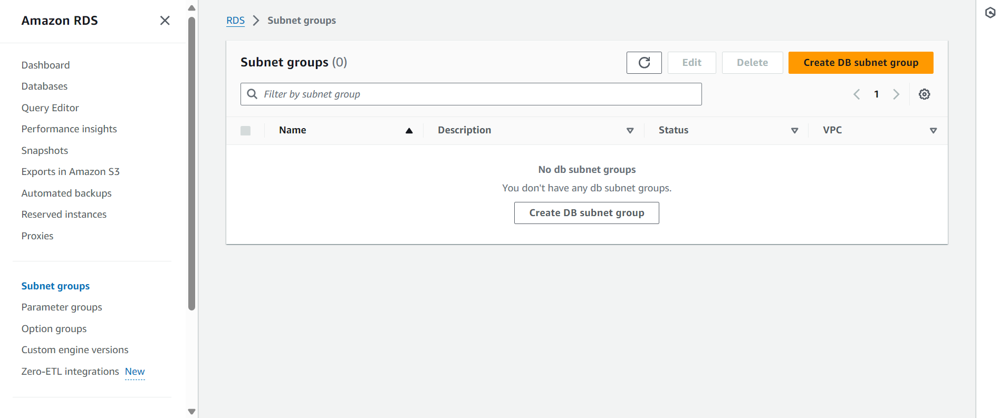 Amazon RDS
Dashboard
Databases
Query Editor
Performance insights
Snapshots
Exports in Amazon S3
Automated backups
Reserved instances
Proxies
Subnet groups
Parameter groups
Option groups
Custom engine versions
Zero-ETL integrations New
RDS Subnet groups
Subnet groups (0)
Edit Delete Create DB subnet group
Filter by subnet group
1
Name Description Status VPC
No db subnet groups
You don't have any db subnet groups.
Create DB subnet group